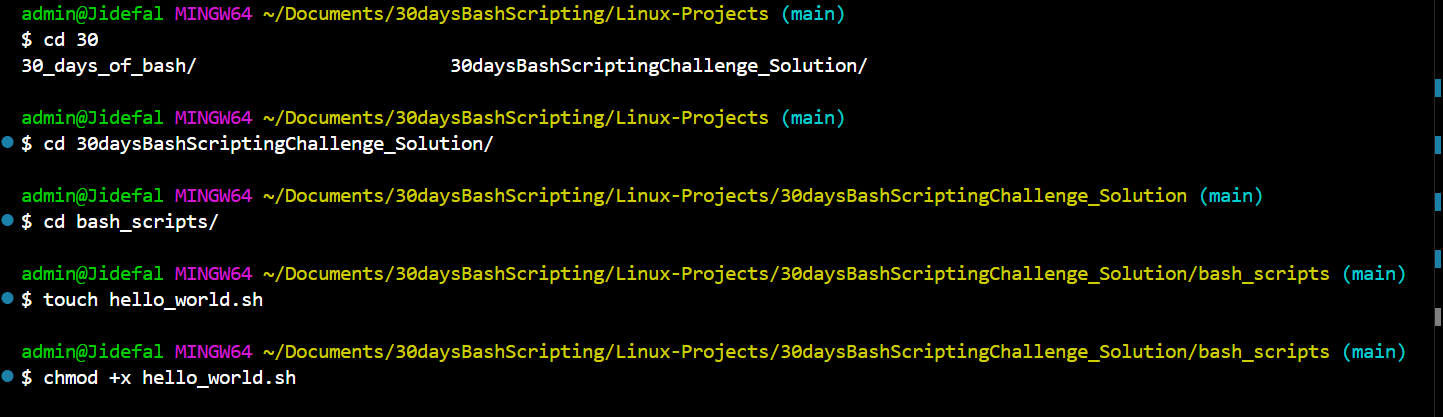 admin@Jidefal MINGW64 ~/Documents/30daysBashScripting/Linux-Projects (main)
$ cd 30
30_days_of_bash/                       30daysBashScriptingChallenge_Solution/
admin@Jidefal MINGW64 ~/Documents/30daysBashScripting/Linux-Projects (main)
$ cd 30daysBashScriptingChallenge_Solution/
admin@Jidefal MINGW64 ~/Documents/30daysBashScripting/Linux-Projects/30daysBashScriptingChallenge_Solution (main)
$ cd bash_scripts/
admin@Jidefal MINGW64 ~/Documents/30daysBashScripting/Linux-Projects/30daysBashScriptingChallenge_Solution/bash_scripts (main)
$ touch hello_world.sh
admin@Jidefal MINGW64 ~/Documents/30daysBashScripting/Linux-Projects/30daysBashScriptingChallenge_Solution/bash_scripts (main)
$ chmod +x hello_world.sh